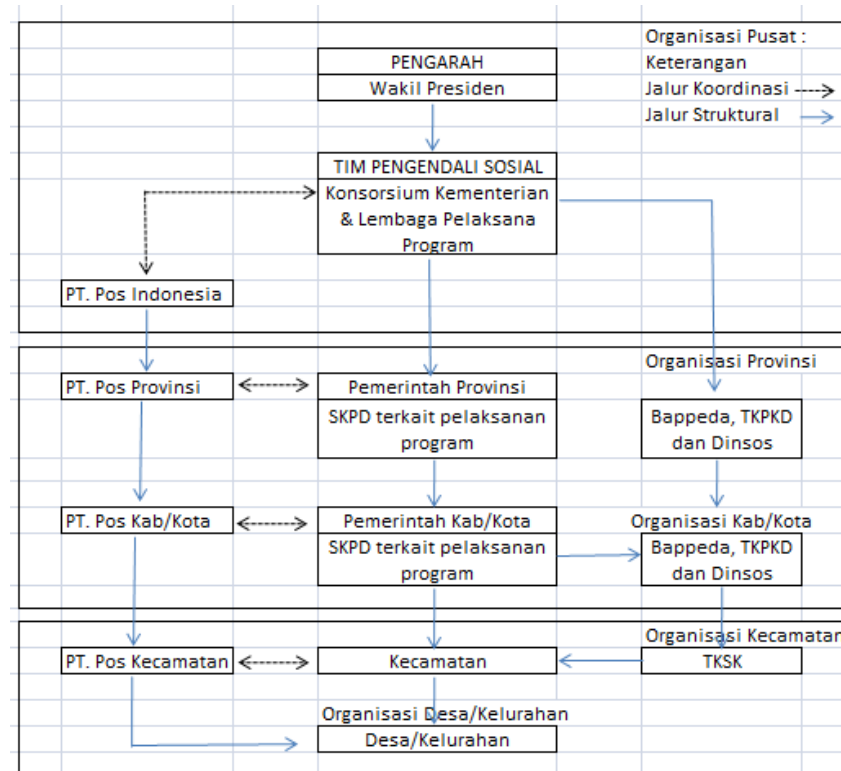 Organisasi Pusat :
PENGARAH
Keterangan
Wakil Presiden
Jalur Koordinasi
Jalur Struktural
TIM PENGENDALI SOSIAL
Konsorsium Kementerian
& Lembaga Pelaksana
Program
PT. Pos Indonesia
Organisasi Provinsi
PT. Pos Provinsi
Pemerintah Provinsi
SKPD terkait pelaksanan
program
Bappeda, TKPKD
dan Dinsos
PT. Pos Kab/Kota
Pemerintah Kab/Kota
Organisasi Kab/Kota
SKPD terkait pelaksanan
program
Bappeda, TKPKD
dan Dinsos
Organisasi Kecamatan
PT. Pos Kecamatan
Kecamatan
TKSK
Organisasi Desa/Kelurahan
Desa/Kelurahan